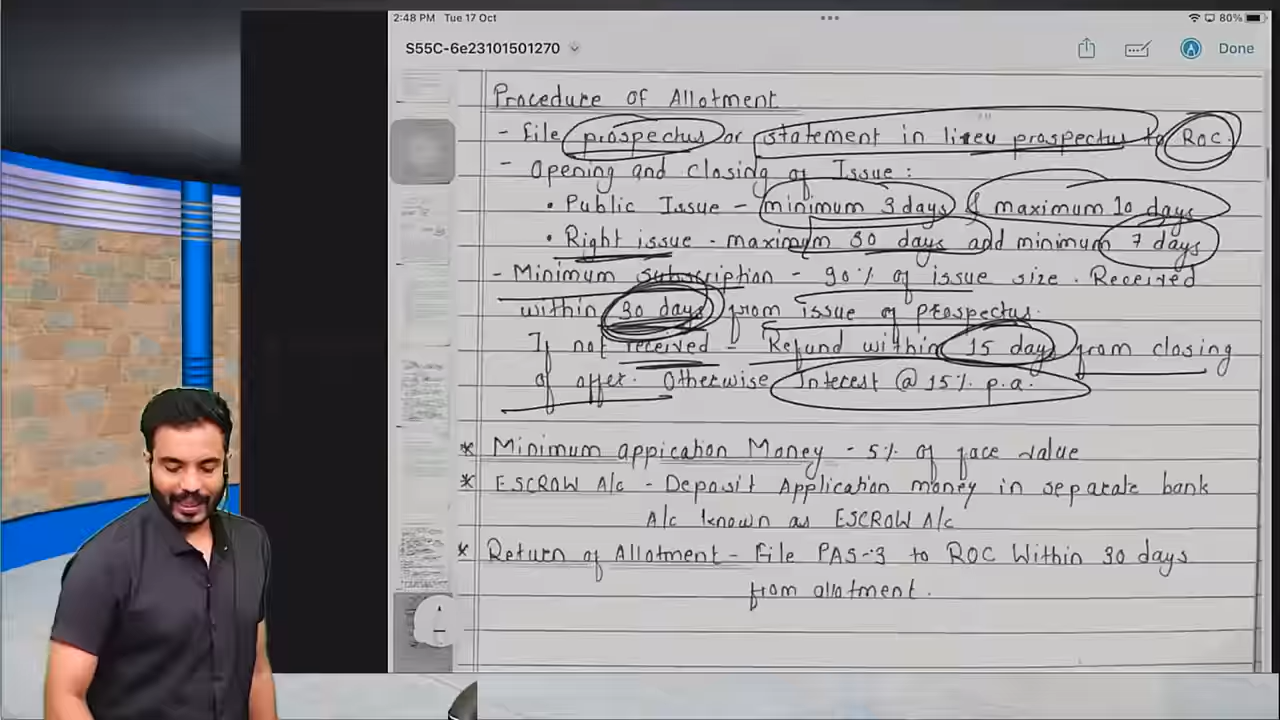 2:48 PM Tue 17 Oct
80%
S55C-6e23101501270
Done
Procedure of Allotment
- File prospectus or statement in lieu prospectus to ROC.
- Opening and closing of Issue :
• Public Issue - minimum 3 days & maximum 10 days
• Right issue - maximum 30 days and minimum 7 days
- Minimum subscription - 90% of issue size. Received
within 30 days from issue of prospectus.
If not received - Refund within 15 days from closing
of offer. Otherwise Interest @ 15% p.a.
* Minimum appication Money - 5% of face value
* ESCROW A/c - Deposit Application money in separate bank
A/c known as ESCROW A/c
* Return of Allotment - File PAS-3 to ROC Within 30 days
from allotment.